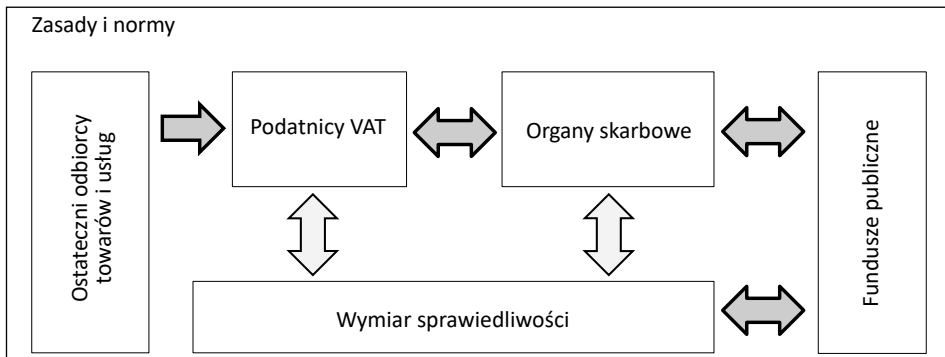 Zasady i normy
Ostateczni odbiorcy
towarów i usług
Podatnicy VAT
Organy skarbowe
Fundusze publiczne
Wymiar sprawiedliwości